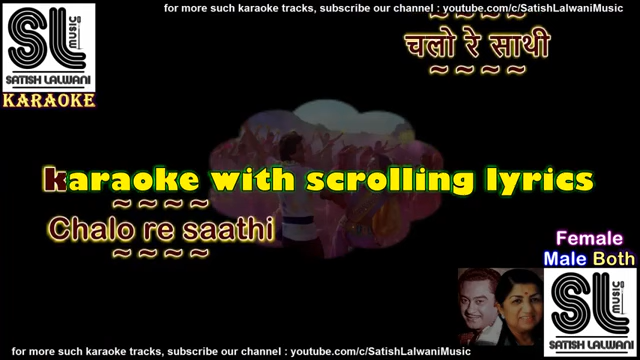 for more such karaoke tracks, subscribe our channel : youtube.com/c/SatishLalwaniMusic
SL
MUSIC
SATISH LALWANI
KARAOKE
~ ~ ~ ~
चलो रे साथी
~ ~ ~ ~
karaoke with scrolling lyrics
~ ~ ~ ~
Chalo re saathi
~ ~ ~ ~
Female
Male Both
SL
MUSIC
SATISH LALWANI
for more such karaoke tracks, subscribe our channel : youtube.com/c/SatishLalwaniMusic